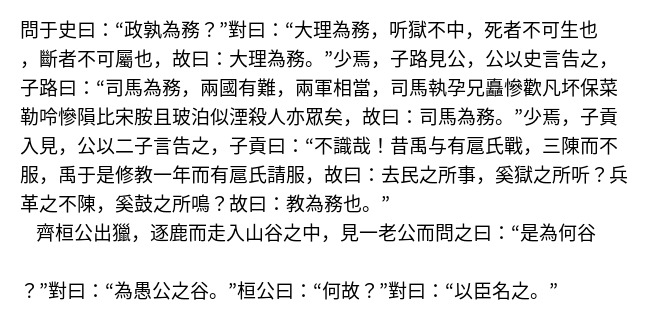 問于史曰：“政孰為務？”對曰：“大理為務，听獄不中，死者不可生也
，斷者不可屬也，故曰：大理為務。”少焉，子路見公，公以史言告之，
子路曰：“司馬為務，兩國有難，兩軍相當，司馬執孕兄矗慘歡凡坏保菜
勒呤慘隕比宋胺且玻泊似湮殺人亦眾矣，故曰：司馬為務。”少焉，子貢
入見，公以二子言告之，子貢曰：“不識哉！昔禹与有扈氏戰，三陳而不
服，禹于是修教一年而有扈氏請服，故曰：去民之所事，奚獄之所听？兵
革之不陳，奚鼓之所鳴？故曰：教為務也。”
齊桓公出獵，逐鹿而走入山谷之中，見一老公而問之曰：“是為何谷
？”對曰：“為愚公之谷。”桓公曰：“何故？”對曰：“以臣名之。”